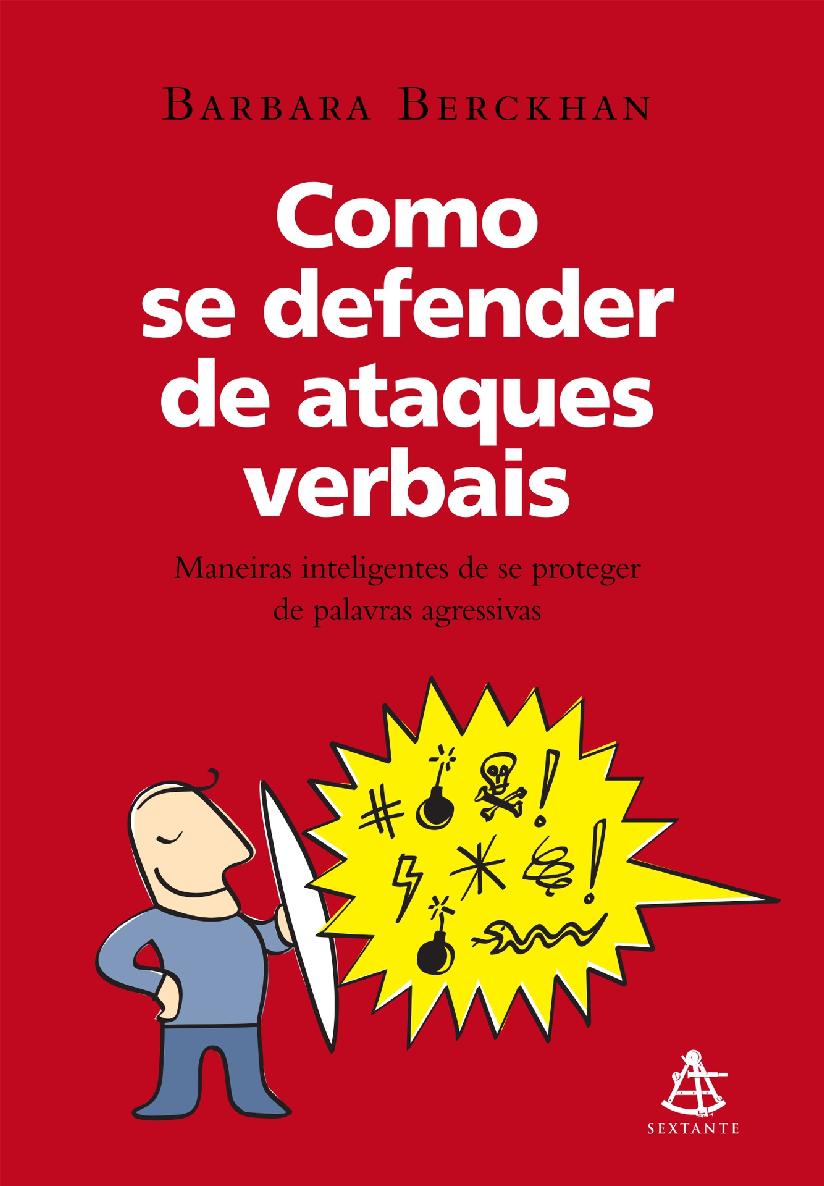 BARBARA BERCKHAN
Como
se defender
de ataques
verbais
Maneiras inteligentes de se proteger
de palavras agressivas
#
!
*
!
SEXTANTE